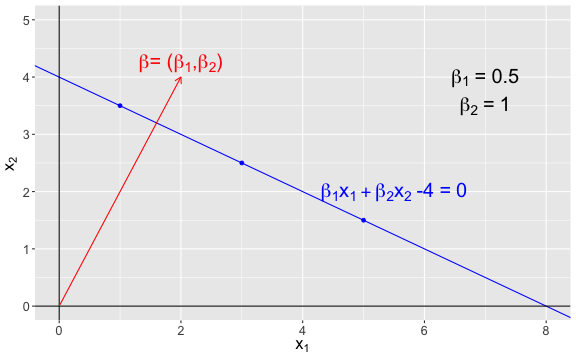 5
4
3
2
1
0
x₂
β= (β₁,β₂)
β₁ = 0.5
β₂ = 1
β₁x₁ + β₂x₂ -4 = 0
0 2 4 6 8
x₁